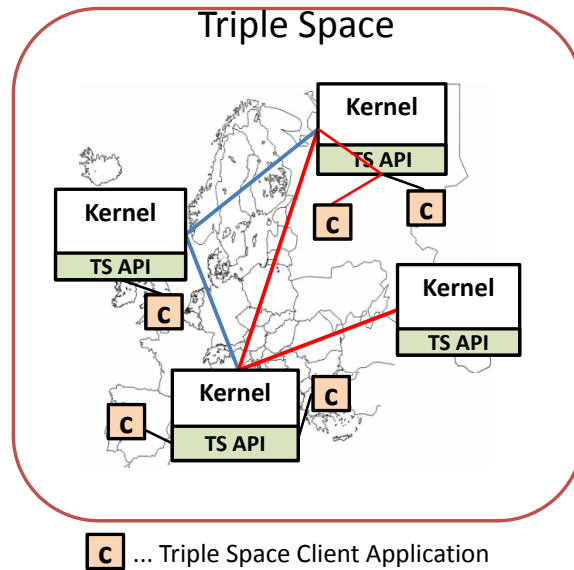 Triple Space
Kernel
TS API
C
C
Kernel
TS API
C
Kernel
TS API
Kernel
TS API
C
C
C ... Triple Space Client Application